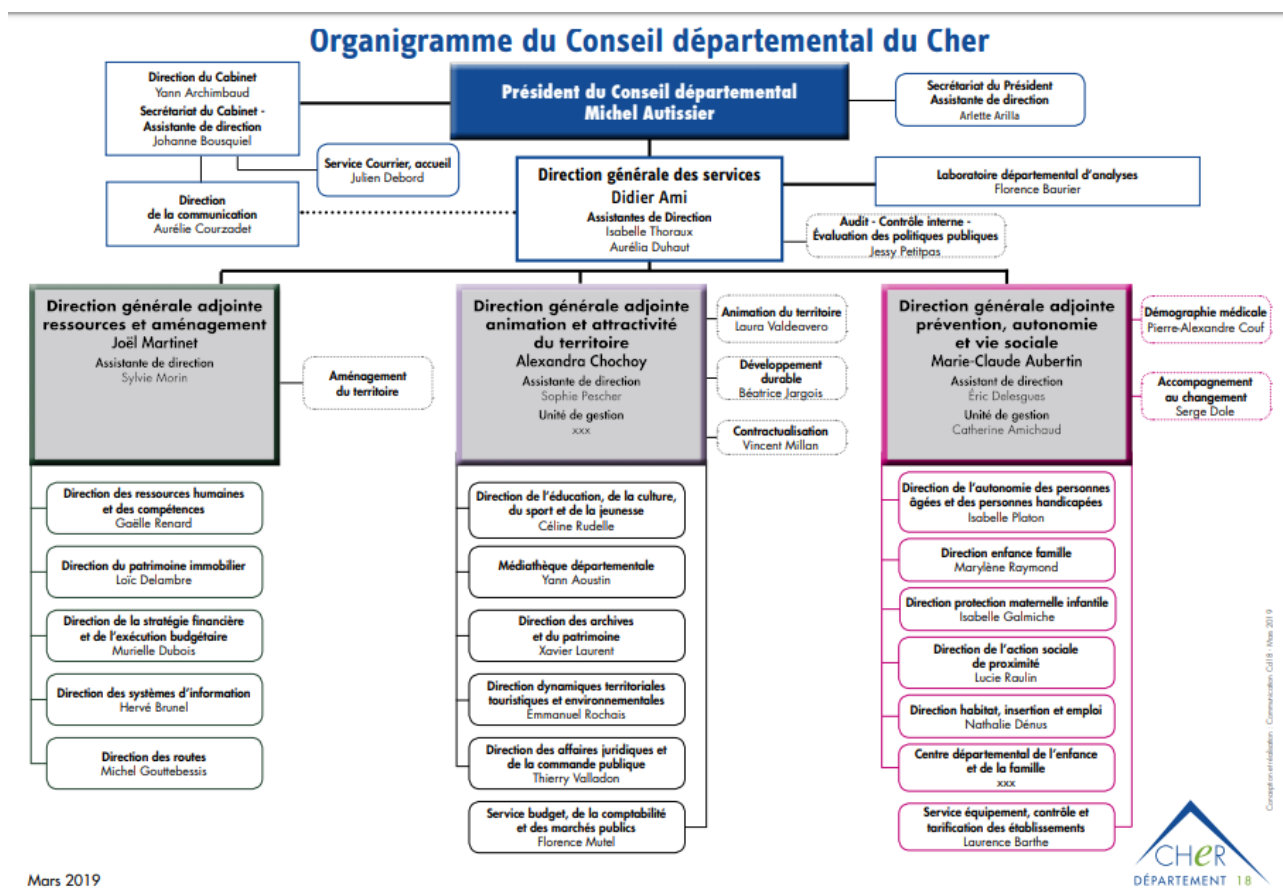 Organigramme du Conseil départemental du Cher
Direction du Cabinet
Yann Archimbaud
Secrétariat du Cabinet -
Assistante de direction
Johanne Bousquiel
Président du Conseil départemental
Michel Autissier
Secrétariat du Président
Assistante de direction
Arlette Arilla
Service Courrier, accueil
Julien Debord
Direction
de la communication
Aurélie Courzadet
Direction générale des services
Didier Ami
Assistantes de Direction
Isabelle Thoraux
Aurélia Duhaut
Laboratoire départemental d'analyses
Florence Baurier
Audit - Contrôle interne -
Évaluation des politiques publiques
Jessy Petitpas
Direction générale adjointe
ressources et aménagement
Joël Martinet
Assistante de direction
Sylvie Morin
Aménagement
du territoire
Direction des ressources humaines
et des compétences
Gaëlle Renard
Direction du patrimoine immobilier
Loïc Delambre
Direction de la stratégie financière
et de l'exécution budgétaire
Murielle Dubois
Direction des systèmes d'information
Hervé Brunel
Direction des routes
Michel Gouttebessis
Direction générale adjointe
animation et attractivité
du territoire
Alexandra Chochoy
Assistante de direction
Sophie Pescher
Unité de gestion
xxx
Animation du territoire
Laura Valdeavero
Développement
durable
Béatrice Jargois
Contractualisation
Vincent Millan
Direction de l'éducation, de la culture,
du sport et de la jeunesse
Céline Rudelle
Médiathèque départementale
Yann Aoustin
Direction des archives
et du patrimoine
Xavier Laurent
Direction dynamiques territoriales
touristiques et environnementales
Emmanuel Rochais
Direction des affaires juridiques et
de la commande publique
Thierry Valladon
Service budget, de la comptabilité
et des marchés publics
Florence Mutel
Direction générale adjointe
prévention, autonomie
et vie sociale
Marie-Claude Aubertin
Assistant de direction
Éric Delesgues
Unité de gestion
Catherine Amichaud
Démographie médicale
Pierre-Alexandre Couf
Accompagnement
au changement
Serge Dole
Direction de l'autonomie des personnes
âgées et des personnes handicapées
Isabelle Platon
Direction enfance famille
Marylène Raymond
Direction protection maternelle infantile
Isabelle Galmiche
Direction de l'action sociale
de proximité
Lucie Raulin
Direction habitat, insertion et emploi
Nathalie Dénus
Centre départemental de l'enfance
et de la famille
xxx
Service équipement, contrôle et
tarification des établissements
Laurence Barthe
Conception et réalisation : Communication Cd18 - Mars 2019
CHeR
DÉPARTEMENT 18
Mars 2019